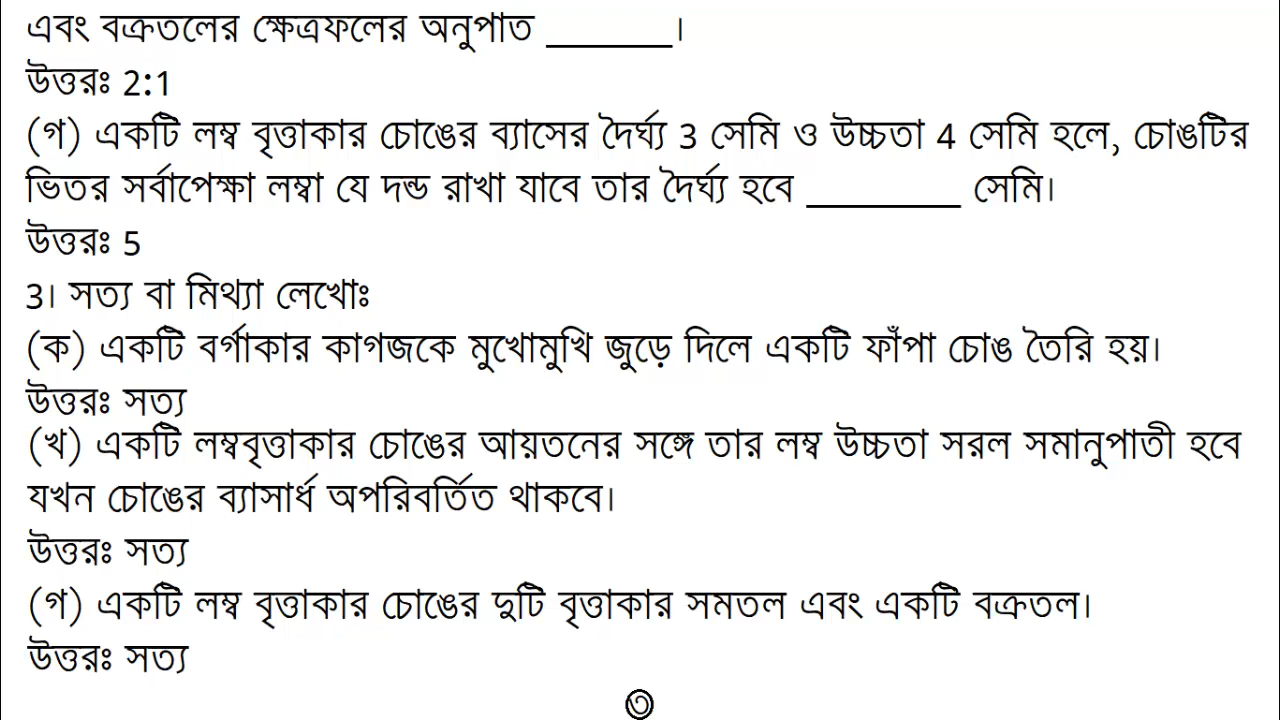 এবং বক্রতলের ক্ষেত্রফলের অনুপাত _______।
উত্তরঃ 2:1
(গ) একটি লম্ব বৃত্তাকার চোঙের ব্যাসের দৈর্ঘ্য 3 সেমি ও উচ্চতা 4 সেমি হলে, চোঙটির
ভিতর সর্বাপেক্ষা লম্বা যে দন্ড রাখা যাবে তার দৈর্ঘ্য হবে _________ সেমি।
উত্তরঃ 5
3। সত্য বা মিথ্যা লেখোঃ
(ক) একটি বর্গাকার কাগজকে মুখোমুখি জুড়ে দিলে একটি ফাঁপা চোঙ তৈরি হয়।
উত্তরঃ সত্য
(খ) একটি লম্ববৃত্তাকার চোঙের আয়তনের সঙ্গে তার লম্ব উচ্চতা সরল সমানুপাতী হবে
যখন চোঙের ব্যাসার্ধ অপরিবর্তিত থাকবে।
উত্তরঃ সত্য
(গ) একটি লম্ব বৃত্তাকার চোঙের দুটি বৃত্তাকার সমতল এবং একটি বক্রতল।
উত্তরঃ সত্য
৩